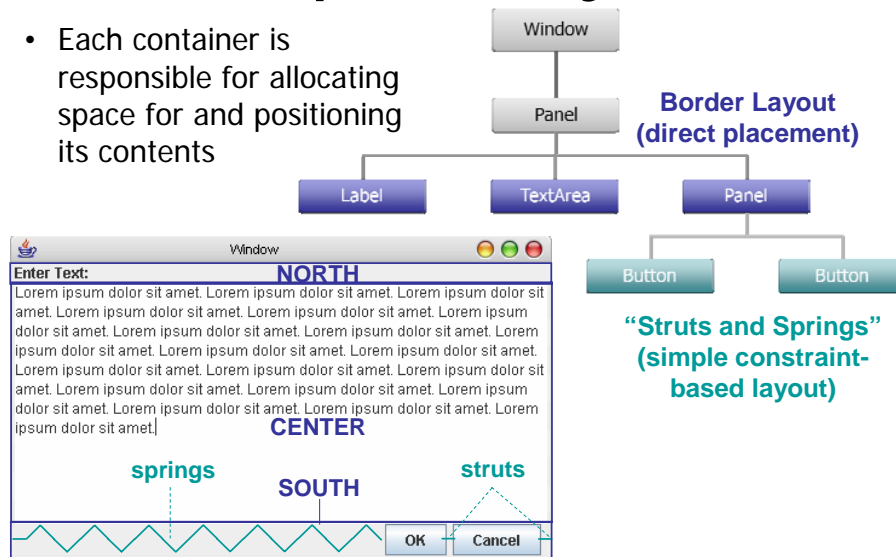 • Each container is
responsible for allocating
space for and positioning
its contents
Window
Panel
Border Layout
(direct placement)
Label
TextArea
Panel
Button
Button
“Struts and Springs”
(simple constraint-
based layout)
Window
Enter Text:
NORTH
Lorem ipsum dolor sit amet. Lorem ipsum dolor sit amet. Lorem ipsum dolor sit
amet. Lorem ipsum dolor sit amet. Lorem ipsum dolor sit amet. Lorem ipsum
dolor sit amet. Lorem ipsum dolor sit amet. Lorem ipsum dolor sit amet. Lorem
ipsum dolor sit amet. Lorem ipsum dolor sit amet. Lorem ipsum dolor sit amet.
Lorem ipsum dolor sit amet. Lorem ipsum dolor sit amet. Lorem ipsum dolor sit
amet. Lorem ipsum dolor sit amet. Lorem ipsum dolor sit amet. Lorem ipsum
dolor sit amet. Lorem ipsum dolor sit amet. Lorem ipsum dolor sit amet. Lorem
ipsum dolor sit amet.
CENTER
springs
SOUTH
struts
OK
Cancel